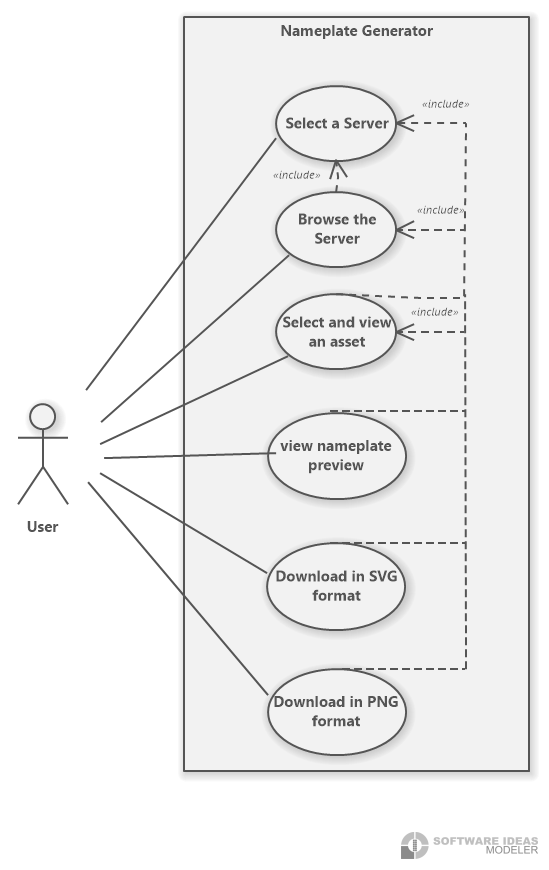 Nameplate Generator
«include»
Select a Server
«include»
Browse the
Server
«include»
Select and view
an asset
«include»
view nameplate
preview
User
Download in SVG
format
Download in PNG
format
SOFTWARE IDEAS
MODELER